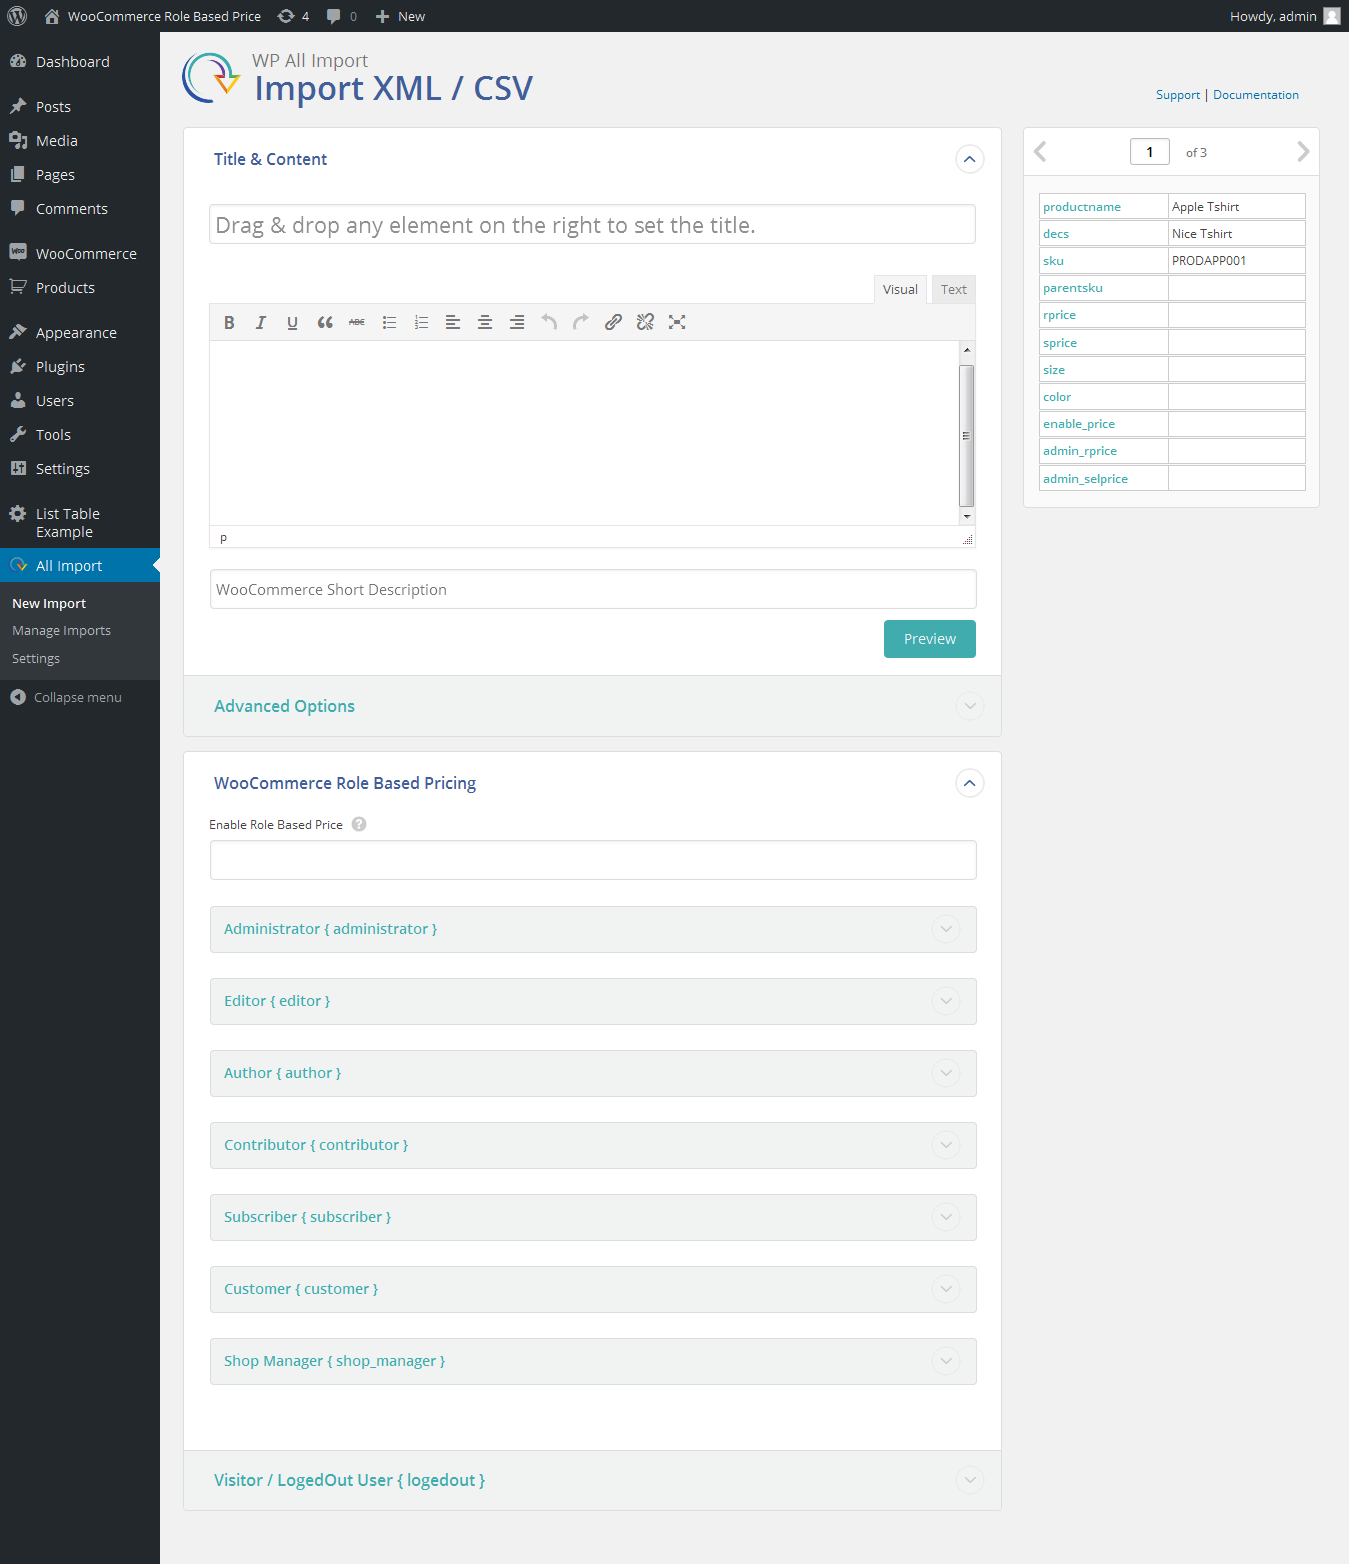 WooCommerce Role Based Price 4 0 New Howdy, admin
Dashboard
Posts
Media
Pages
Comments
WooCommerce
Products
Appearance
Plugins
Users
Tools
Settings
List Table
Example
All Import
New Import
Manage Imports
Settings
Collapse menu
WP All Import
Import XML / CSV
Support | Documentation
Title & Content
Drag & drop any element on the right to set the title.
Visual Text
B I U ABC
p
WooCommerce Short Description
Preview
Advanced Options
WooCommerce Role Based Pricing
Enable Role Based Price ?
Administrator { administrator }
Editor { editor }
Author { author }
Contributor { contributor }
Subscriber { subscriber }
Customer { customer }
Shop Manager { shop_manager }
Visitor / LogedOut User { logedout }
1 of 3
productname Apple Tshirt
decs Nice Tshirt
sku PRODAPP001
parentsku
rprice
sprice
size
color
enable_price
admin_rprice
admin_selprice